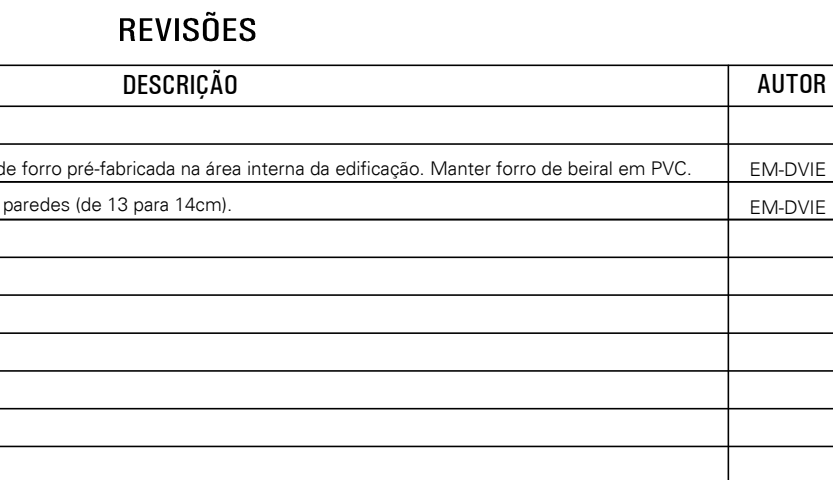 REVISÕES
DESCRIÇÃO AUTOR
de forro pré-fabricada na área interna da edificação. Manter forro de beiral em PVC. EM-DVIE
paredes (de 13 para 14cm). EM-DVIE